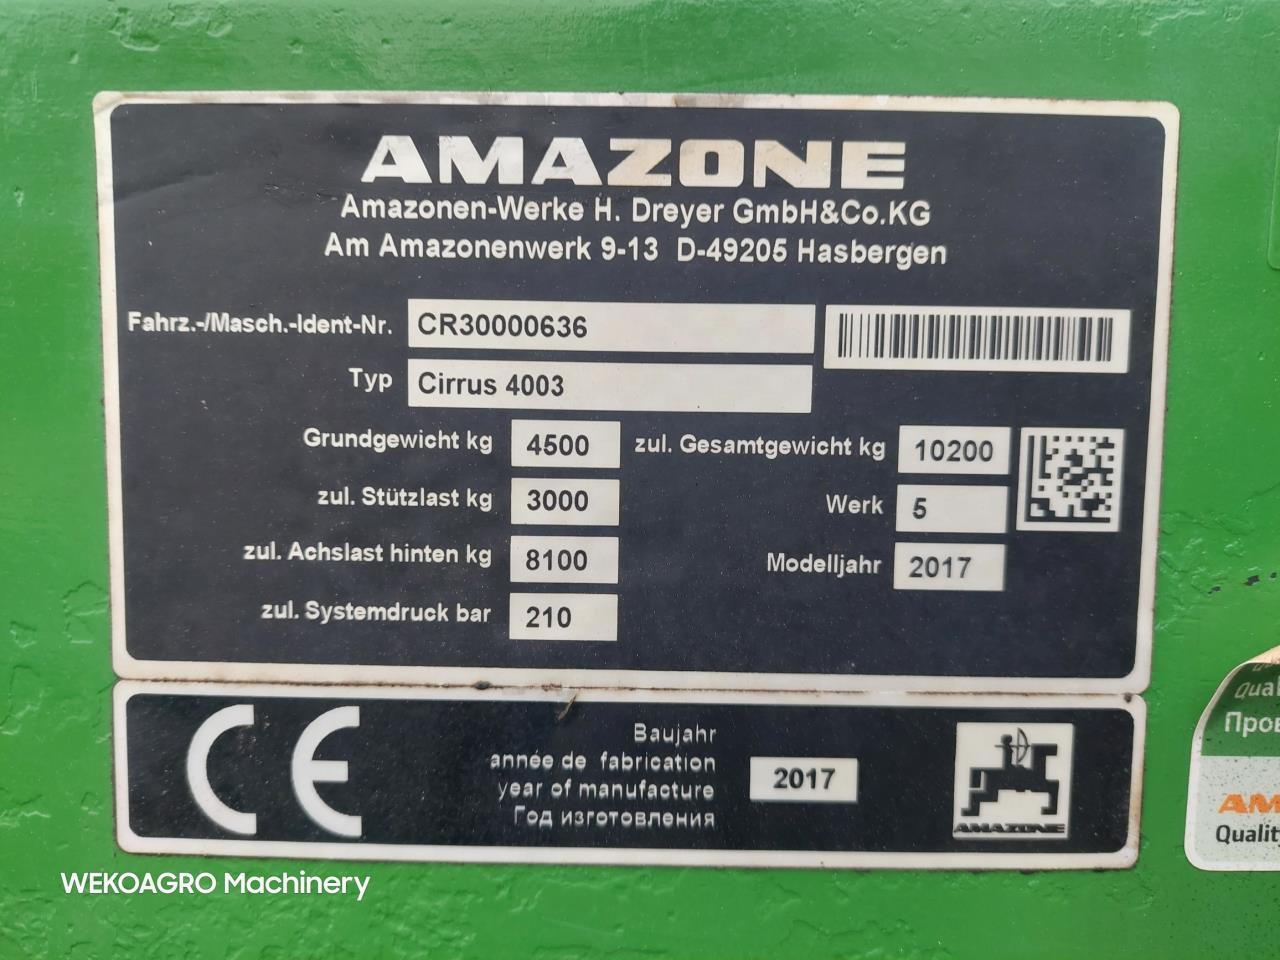 AMAZONE
Amazonen-Werke H. Dreyer GmbH&Co.KG
Am Amazonenwerk 9-13 D-49205 Hasbergen
Fahrz.-/Masch.-Ident-Nr. CR30000636
Typ Cirrus 4003
Grundgewicht kg 4500 zul. Gesamtgewicht kg 10200
zul. Stützlast kg 3000 Werk 5
zul. Achslast hinten kg 8100 Modelljahr 2017
zul. Systemdruck bar 210
CE
Baujahr
année de fabrication
year of manufacture 2017
Год изготовления
AMAZONE
Quality
WEKOAGRO Machinery